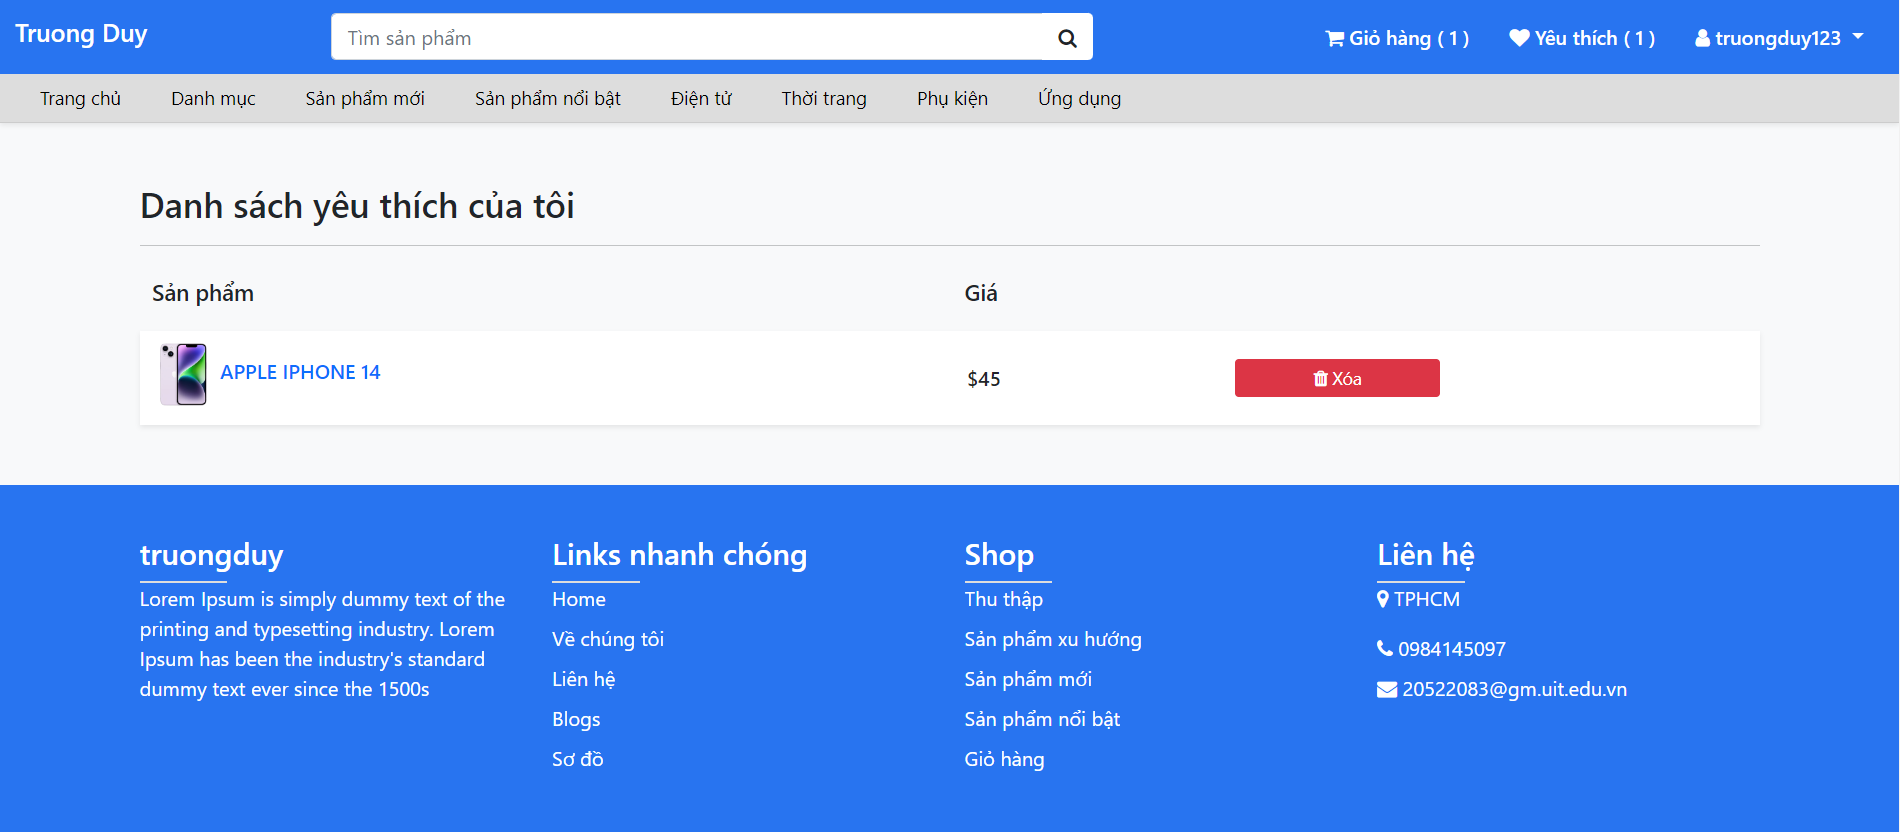 Truong Duy
Tìm sản phẩm
Giỏ hàng ( 1 )
Yêu thích ( 1 )
truongduy123
Trang chủ
Danh mục
Sản phẩm mới
Sản phẩm nổi bật
Điện tử
Thời trang
Phụ kiện
Ứng dụng
Danh sách yêu thích của tôi
Sản phẩm
Giá
APPLE IPHONE 14
$45
Xóa
truongduy
Lorem Ipsum is simply dummy text of the
printing and typesetting industry. Lorem
Ipsum has been the industry's standard
dummy text ever since the 1500s
Links nhanh chóng
Home
Về chúng tôi
Liên hệ
Blogs
Sơ đồ
Shop
Thu thập
Sản phẩm xu hướng
Sản phẩm mới
Sản phẩm nổi bật
Giỏ hàng
Liên hệ
TPHCM
0984145097
20522083@gm.uit.edu.vn